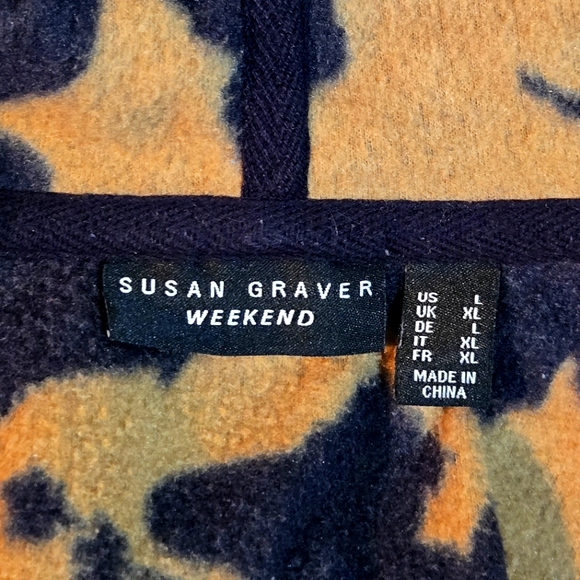 SUSAN GRAVER
WEEKEND
US L
UK XL
DE L
IT XL
FR XL
MADE IN
CHINA